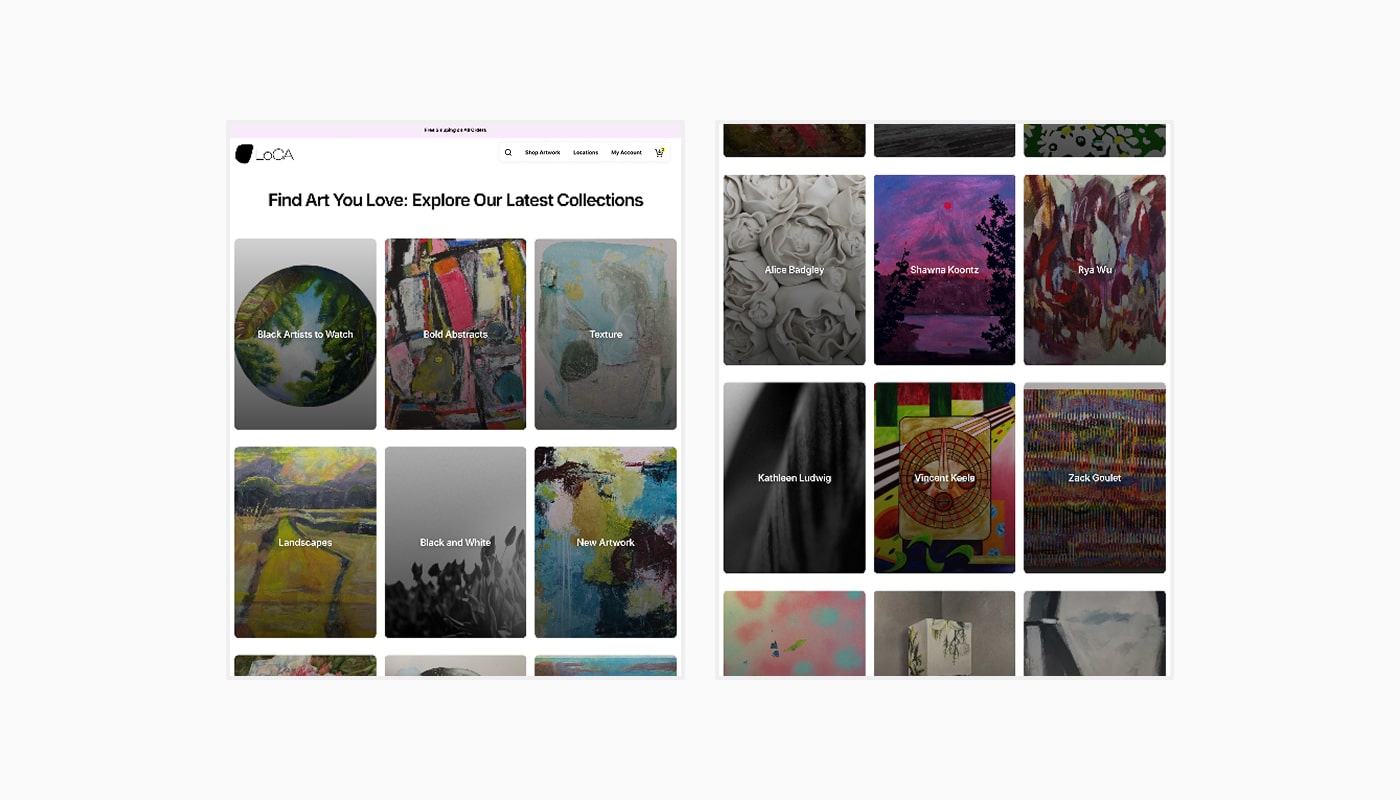 Free Shipping on All Orders
LoCA
Shop Artwork Locations My Account
Find Art You Love: Explore Our Latest Collections
Black Artists to Watch Bold Abstracts Texture
Landscapes Black and White New Artwork
Alice Badgley Shawna Koontz Rya Wu
Kathleen Ludwig Vincent Keele Zack Goulet